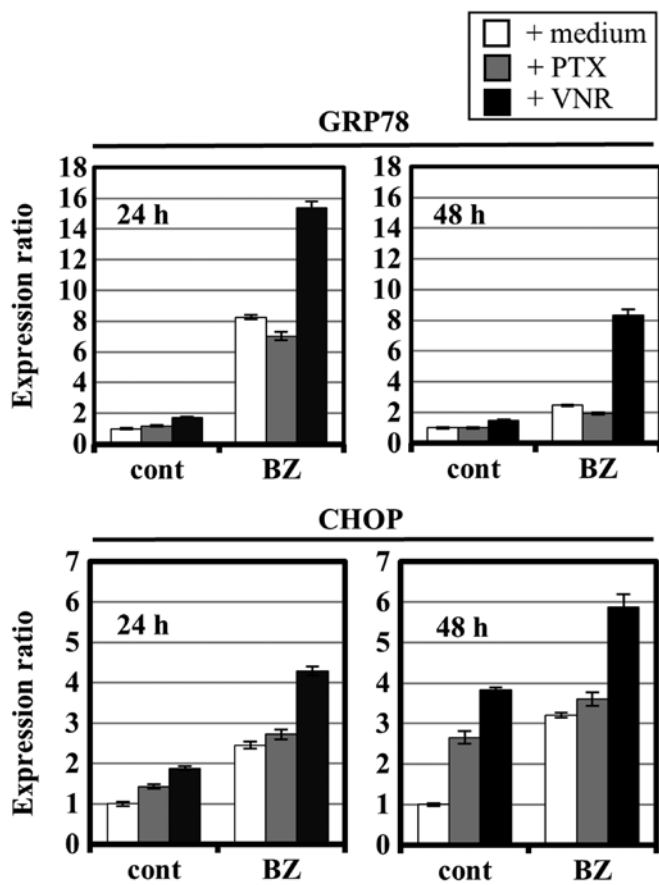 + medium
+ PTX
+ VNR
GRP78
Expression ratio
18
16
14
12
10
8
6
4
2
0
24 h
cont BZ
18
16
14
12
10
8
6
4
2
0
48 h
cont BZ
CHOP
Expression ratio
7
6
5
4
3
2
1
0
24 h
cont BZ
7
6
5
4
3
2
1
0
48 h
cont BZ